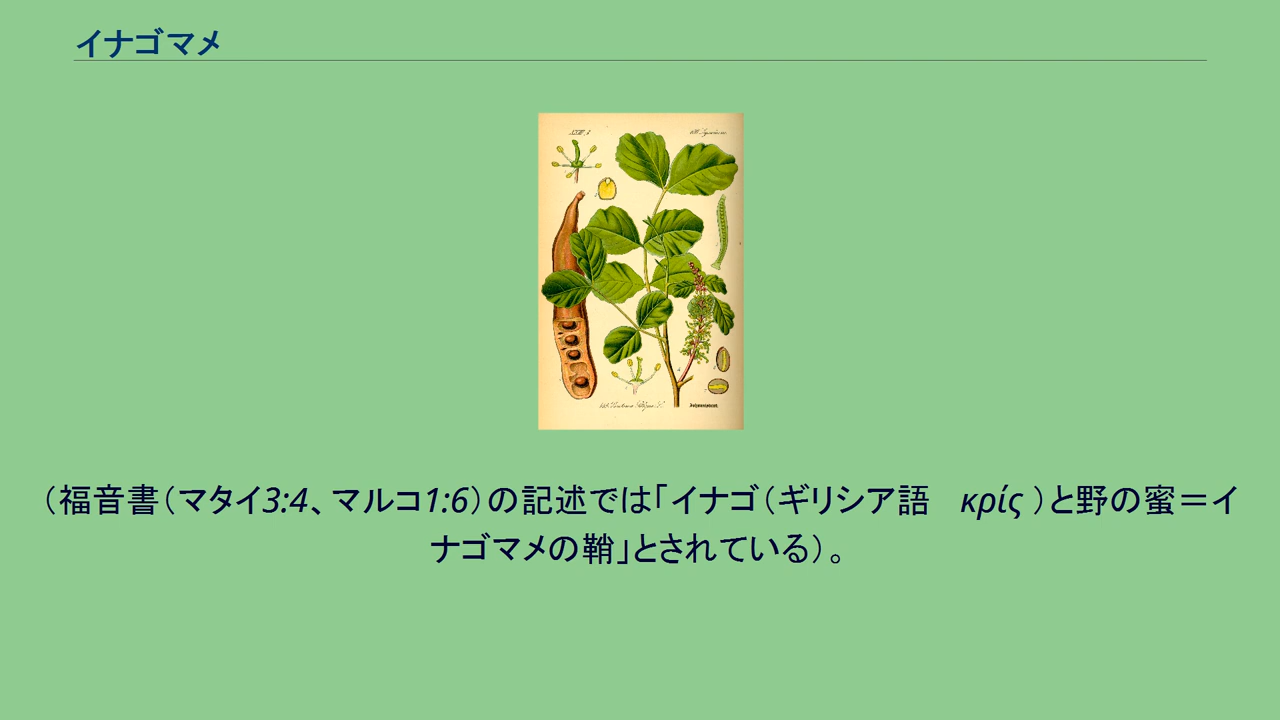 イナゴマメ
（福音書（マタイ3:4、マルコ1:6）の記述では「イナゴ（ギリシア語　κρίς ）と野の蜜＝イ
ナゴマメの鞘」とされている）。